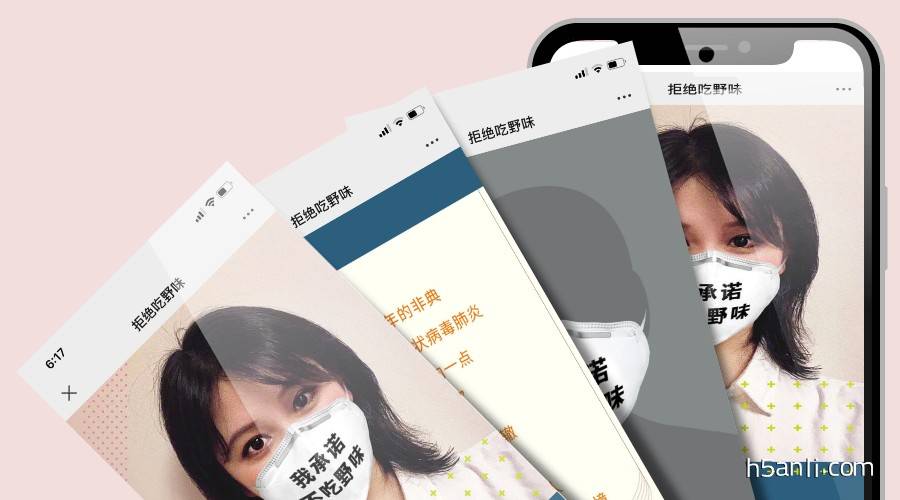 6:17
拒绝吃野味
我承诺
不吃野味
拒绝吃野味
年的非典
状病毒肺炎
一点
拒绝吃野味
诺
味
拒绝吃野味
承诺
野味
h5anli.com